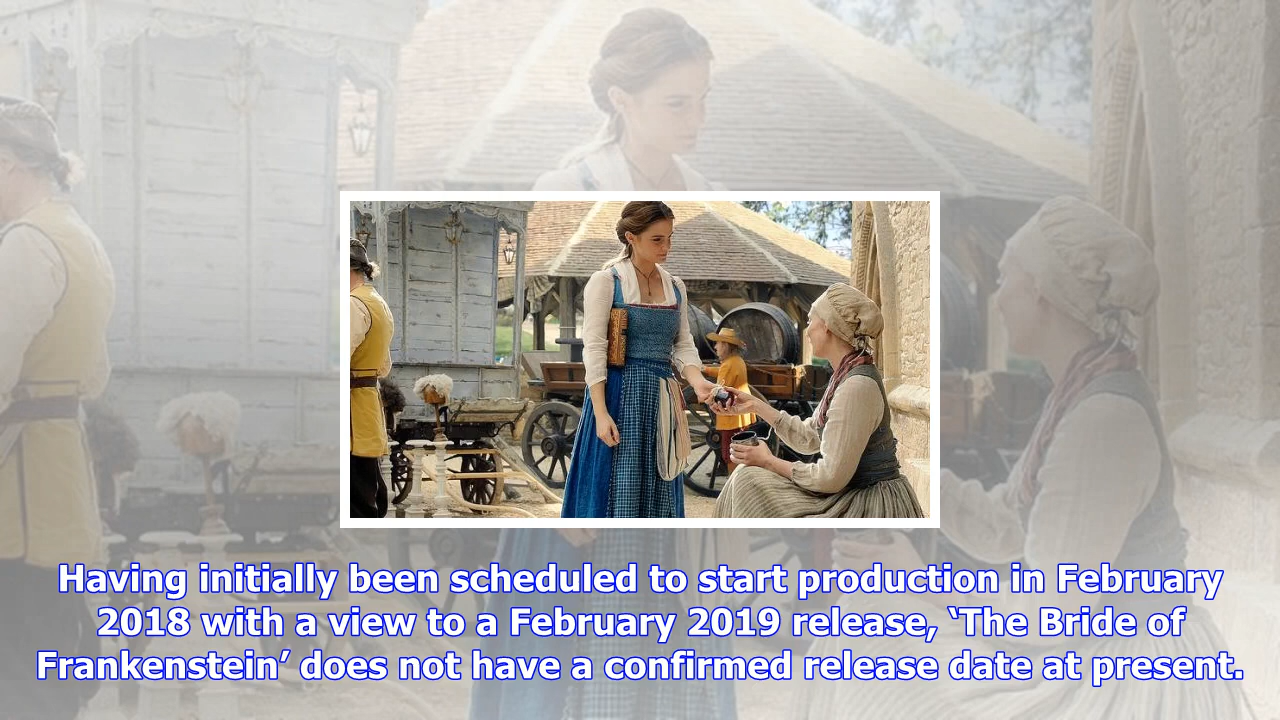 Having initially been scheduled to start production in February
2018 with a view to a February 2019 release, ‘The Bride of
Frankenstein’ does not have a confirmed release date at present.